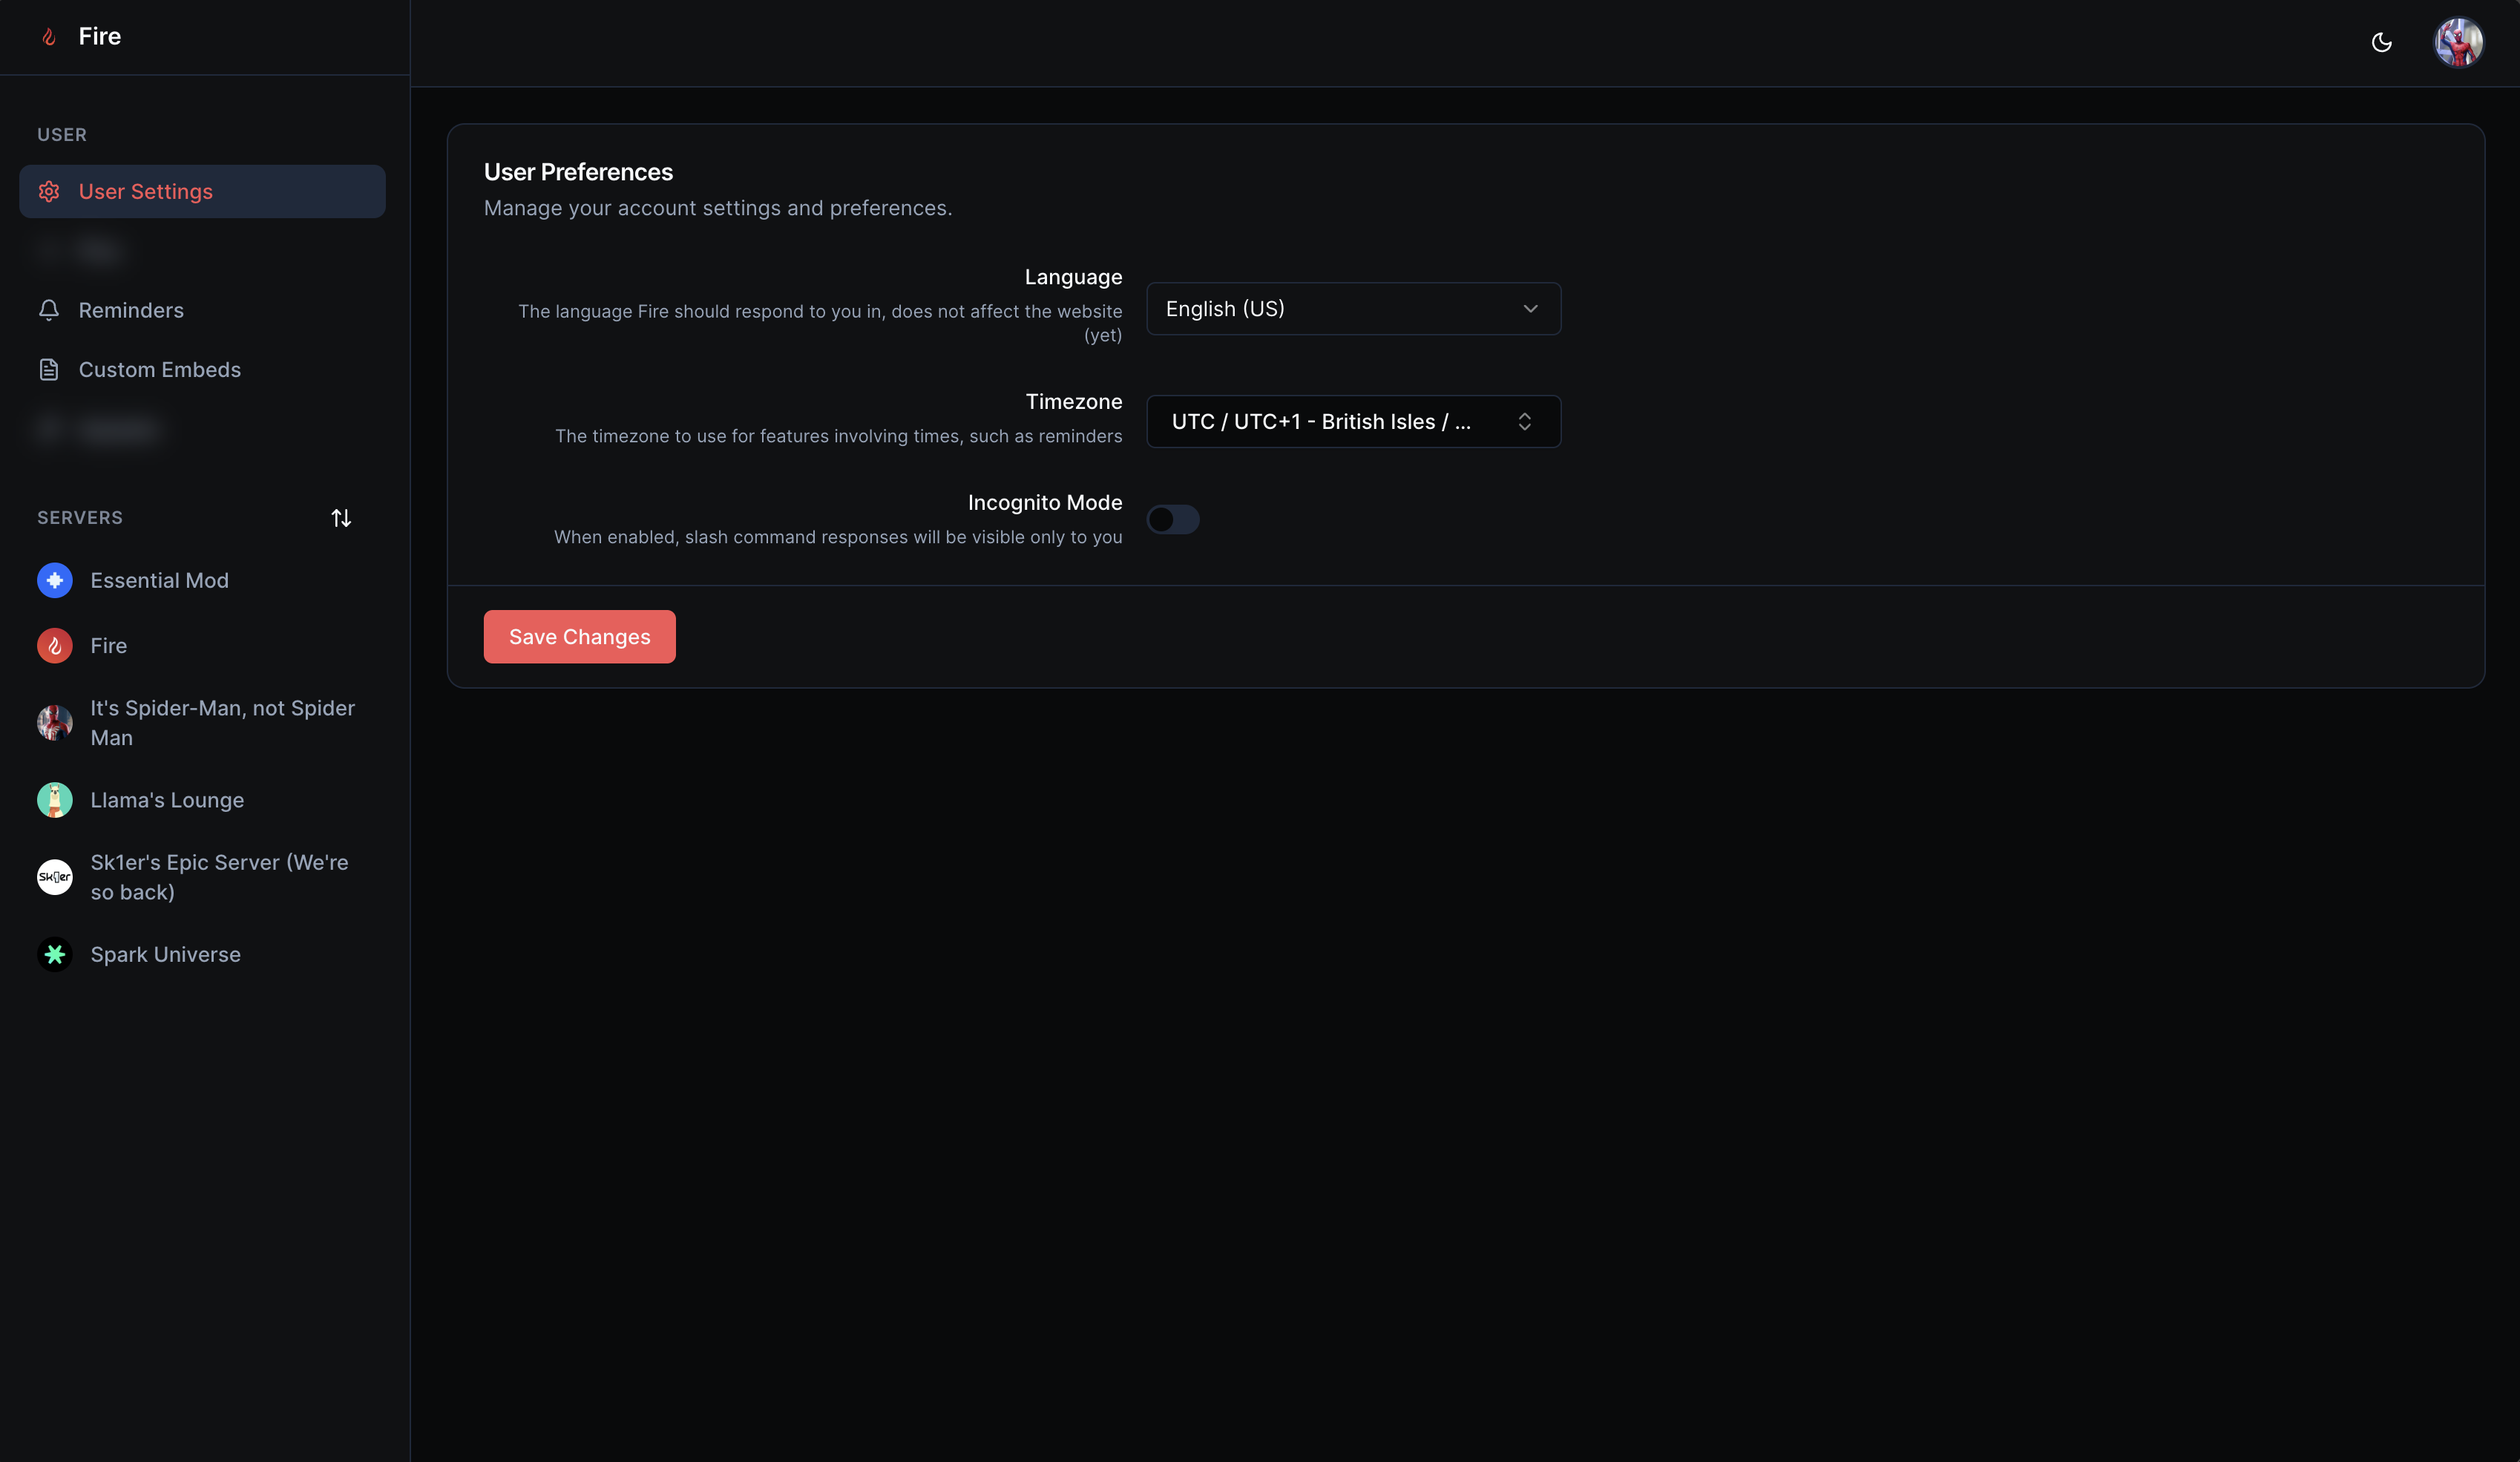 Fire
USER
User Settings
Reminders
Custom Embeds
SERVERS
Essential Mod
Fire
It's Spider-Man, not Spider
Man
Llama's Lounge
Sk1er
Sk1er's Epic Server (We're
so back)
Spark Universe
User Preferences
Manage your account settings and preferences.
Language
The language Fire should respond to you in, does not affect the website
(yet)
English (US)
Timezone
The timezone to use for features involving times, such as reminders
UTC / UTC+1 - British Isles / ...
Incognito Mode
When enabled, slash command responses will be visible only to you
Save Changes